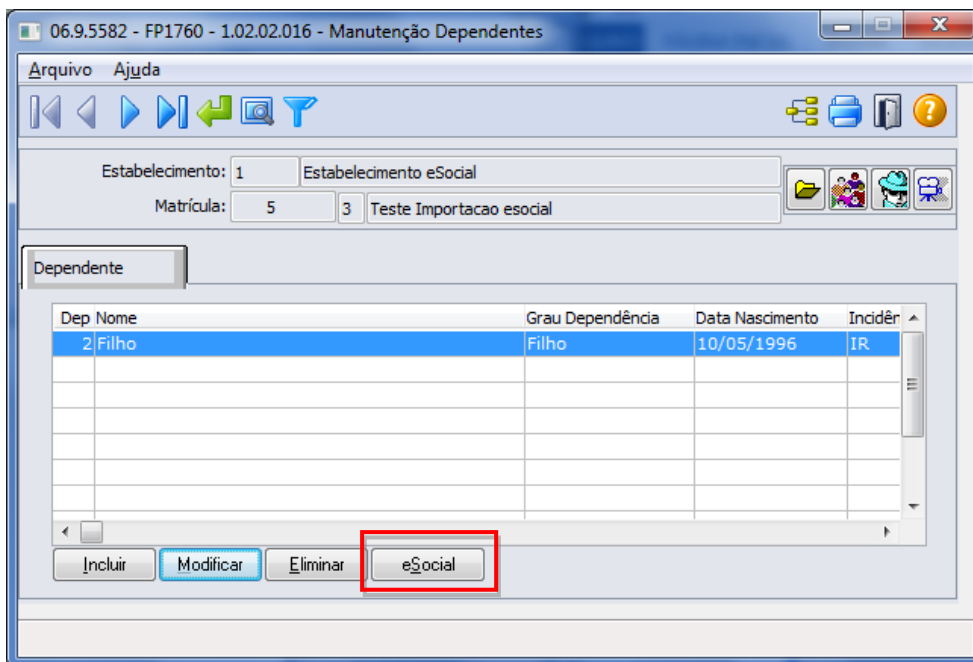 06.9.5582 - FP1760 - 1.02.02.016 - Manutenção Dependentes
Arquivo Ajuda
Estabelecimento: 1 Estabelecimento eSocial
Matrícula: 5 3 Teste Importacao esocial
Dependente
Dep Nome Grau Dependência Data Nascimento Incidên
2 Filho Filho 10/05/1996 IR
Incluir Modificar Eliminar eSocial